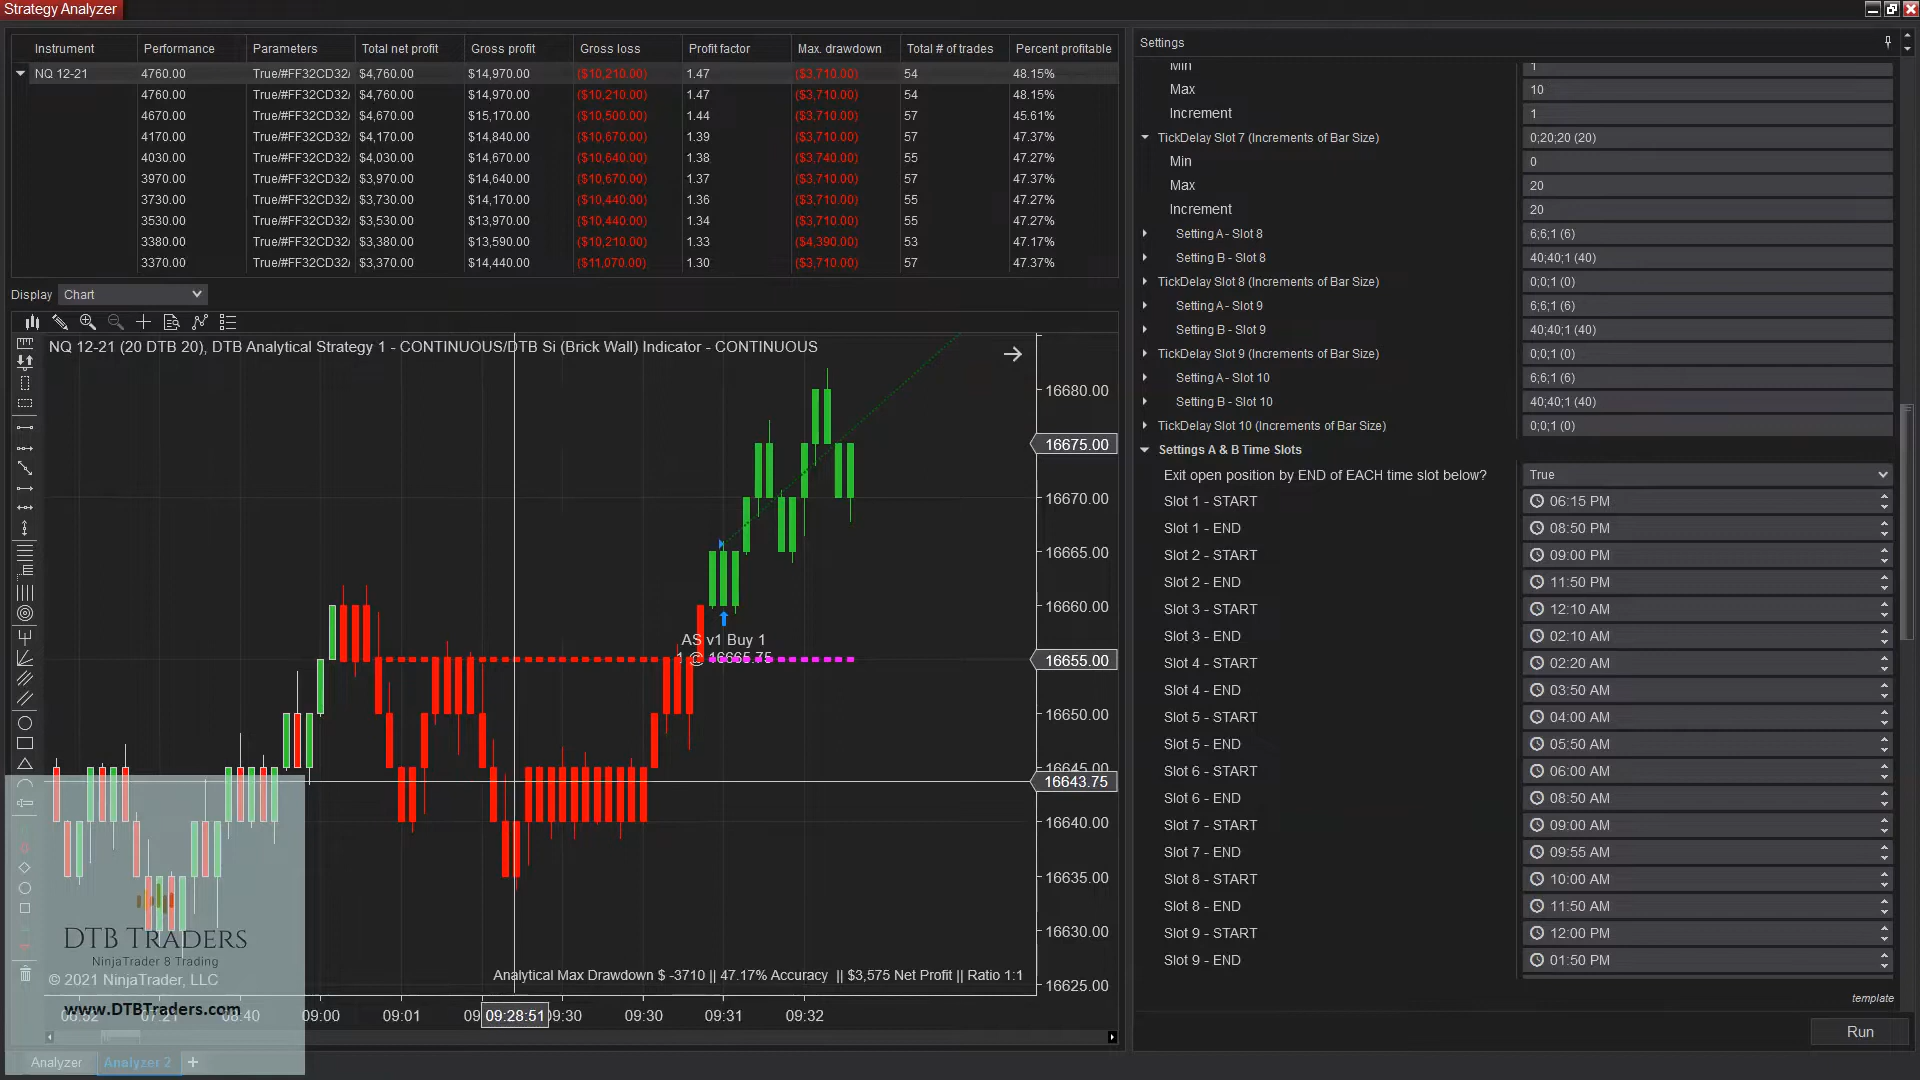 Strategy Analyzer
Instrument Performance Parameters Total net profit Gross profit Gross loss Profit factor Max. drawdown Total # of trades Percent profitable
NQ 12-21 4760.00 True/#FF32CD32/ $4,760.00 $14,970.00 ($10,210.00) 1.47 ($3,710.00) 54 48.15%
4760.00 True/#FF32CD32/ $4,760.00 $14,970.00 ($10,210.00) 1.47 ($3,710.00) 54 48.15%
4670.00 True/#FF32CD32/ $4,670.00 $15,170.00 ($10,500.00) 1.44 ($3,710.00) 57 45.61%
4170.00 True/#FF32CD32/ $4,170.00 $14,840.00 ($10,670.00) 1.39 ($3,710.00) 57 47.37%
4030.00 True/#FF32CD32/ $4,030.00 $14,670.00 ($10,640.00) 1.38 ($3,740.00) 55 47.27%
3970.00 True/#FF32CD32/ $3,970.00 $14,640.00 ($10,670.00) 1.37 ($3,710.00) 57 47.37%
3730.00 True/#FF32CD32/ $3,730.00 $14,170.00 ($10,440.00) 1.36 ($3,710.00) 55 47.27%
3530.00 True/#FF32CD32/ $3,530.00 $13,970.00 ($10,440.00) 1.34 ($3,710.00) 55 47.27%
3380.00 True/#FF32CD32/ $3,380.00 $13,590.00 ($10,210.00) 1.33 ($4,390.00) 53 47.17%
3370.00 True/#FF32CD32/ $3,370.00 $14,440.00 ($11,070.00) 1.30 ($3,710.00) 57 47.37%
Display Chart
NQ 12-21 (20 DTB 20), DTB Analytical Strategy 1 - CONTINUOUS/DTB Si (Brick Wall) Indicator - CONTINUOUS
16680.00
16675.00
16670.00
16665.00
16660.00
AS v1 Buy 1
1 @ 16665.75
16655.00
16650.00
16645.00
16643.75
16640.00
16635.00
16630.00
16625.00
DTB TRADERS
NinjaTrader 8 Trading
© 2021 NinjaTrader, LLC
www.DTBTraders.com
Analytical Max Drawdown $ -3710 || 47.17% Accuracy || $3,575 Net Profit || Ratio 1:1
09:00 09:01 09:28:51 09:30 09:30 09:31 09:32
Analyzer Analyzer 2 +
Settings
Min 1
Max 10
Increment 1
TickDelay Slot 7 (Increments of Bar Size) 0;20;20 (20)
Min 0
Max 20
Increment 20
Setting A - Slot 8 6;6;1 (6)
Setting B - Slot 8 40;40;1 (40)
TickDelay Slot 8 (Increments of Bar Size) 0;0;1 (0)
Setting A - Slot 9 6;6;1 (6)
Setting B - Slot 9 40;40;1 (40)
TickDelay Slot 9 (Increments of Bar Size) 0;0;1 (0)
Setting A - Slot 10 6;6;1 (6)
Setting B - Slot 10 40;40;1 (40)
TickDelay Slot 10 (Increments of Bar Size) 0;0;1 (0)
Settings A & B Time Slots
Exit open position by END of EACH time slot below? True
Slot 1 - START 06:15 PM
Slot 1 - END 08:50 PM
Slot 2 - START 09:00 PM
Slot 2 - END 11:50 PM
Slot 3 - START 12:10 AM
Slot 3 - END 02:10 AM
Slot 4 - START 02:20 AM
Slot 4 - END 03:50 AM
Slot 5 - START 04:00 AM
Slot 5 - END 05:50 AM
Slot 6 - START 06:00 AM
Slot 6 - END 08:50 AM
Slot 7 - START 09:00 AM
Slot 7 - END 09:55 AM
Slot 8 - START 10:00 AM
Slot 8 - END 11:50 AM
Slot 9 - START 12:00 PM
Slot 9 - END 01:50 PM
template
Run